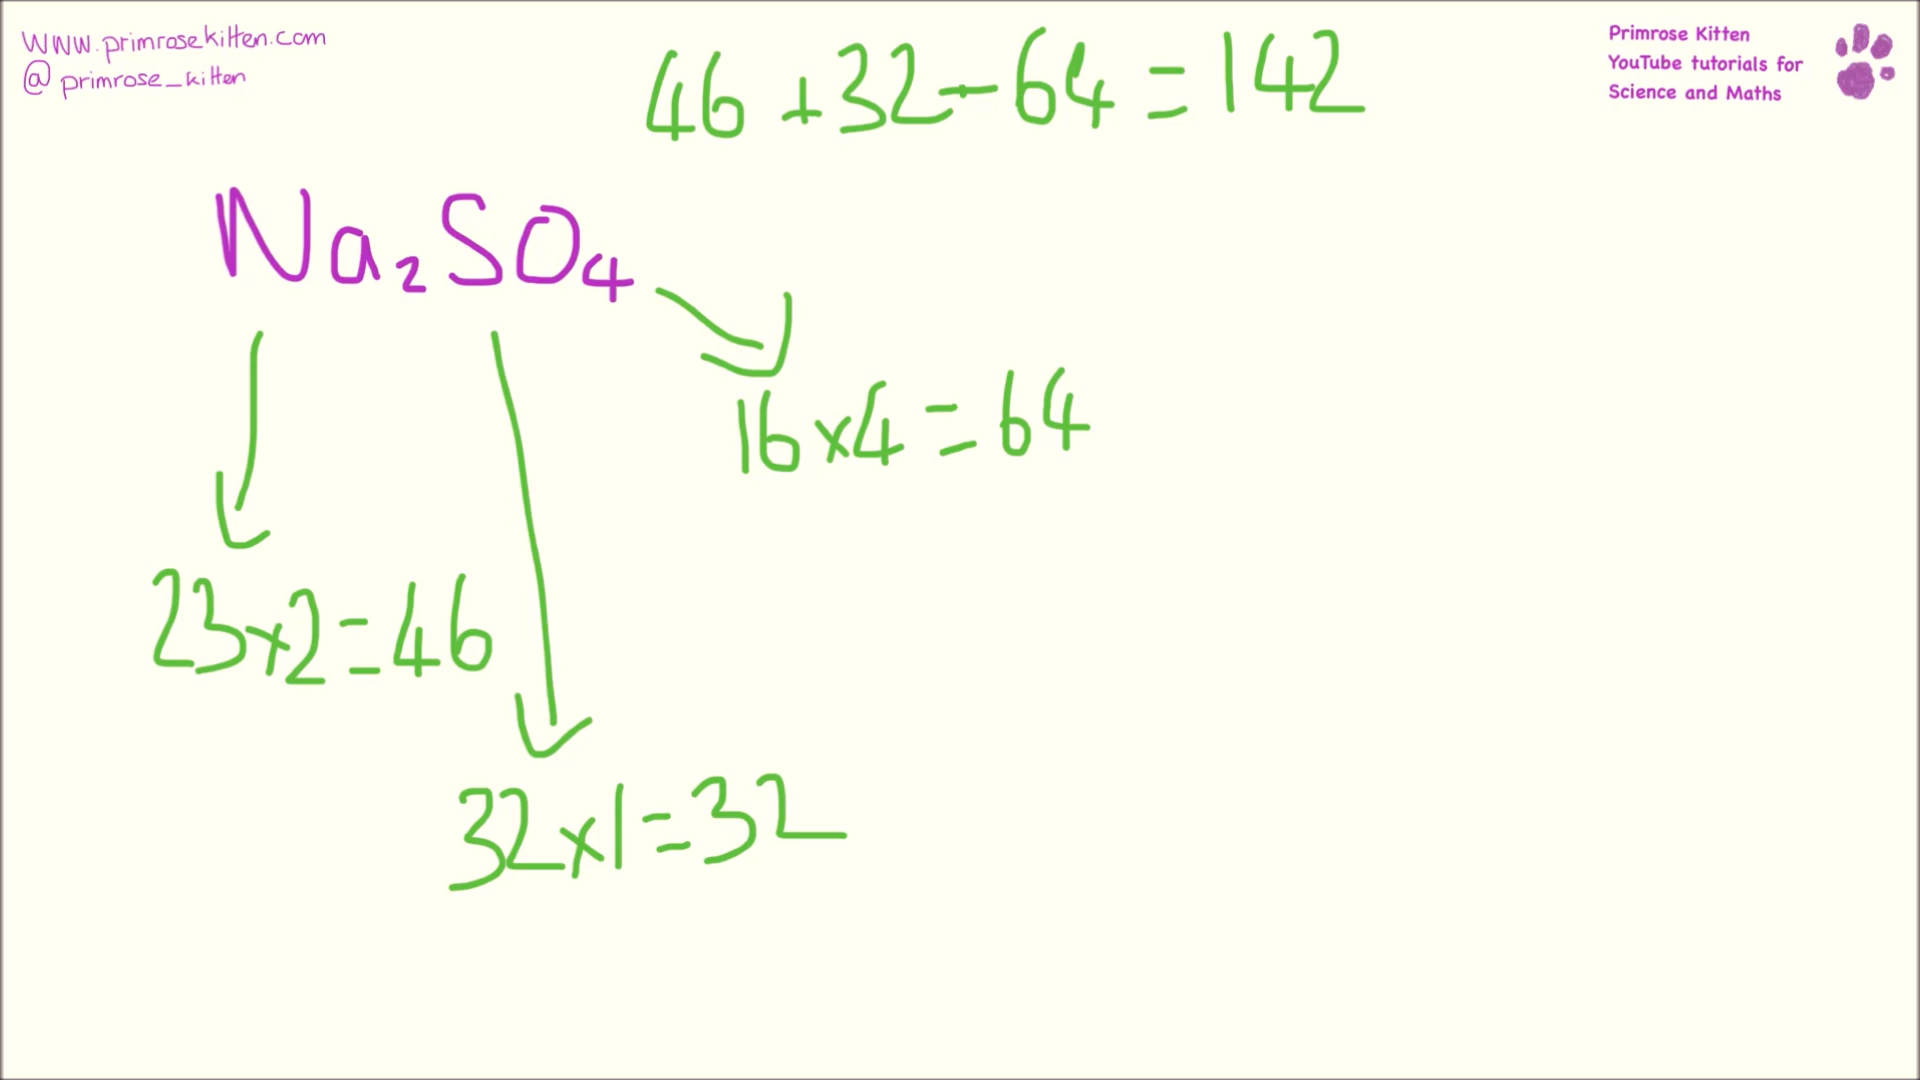 www.primrosekitten.com
@primrose_kitten
Primrose Kitten
YouTube tutorials for
Science and Maths
46+32+64=142
Na₂SO₄
16x4=64
23x2=46
32x1=32